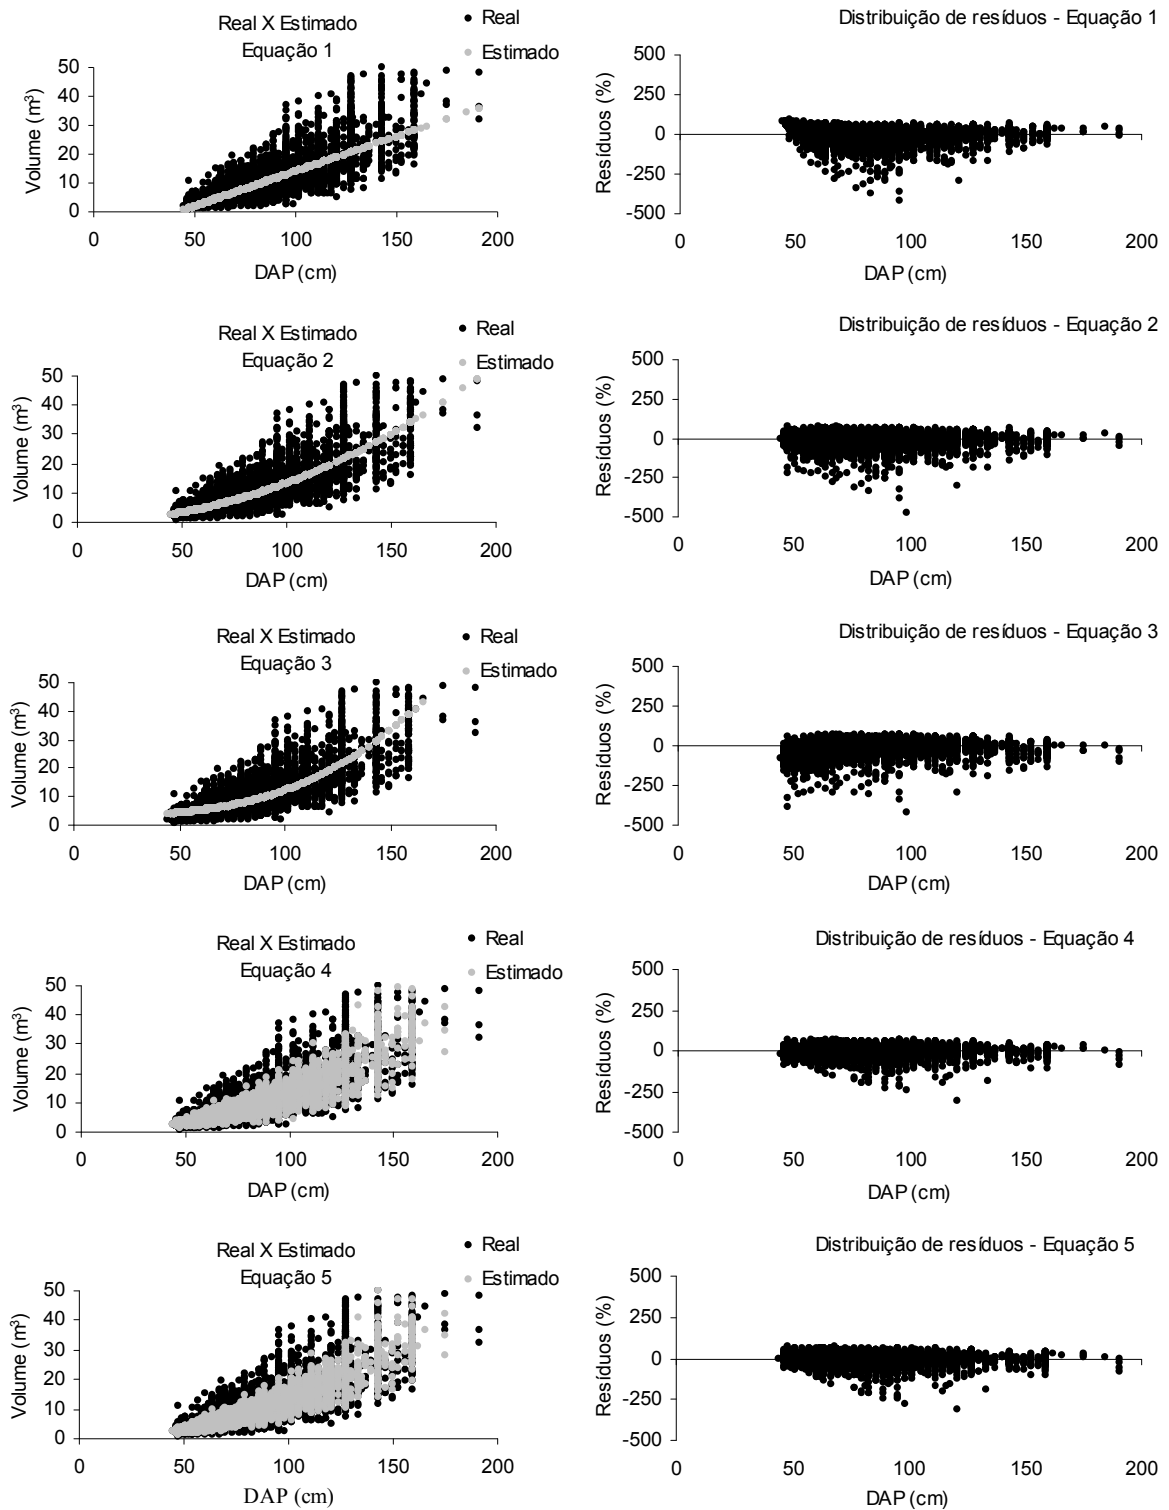 Real X Estimado
Equação 1
Real
Estimado
Volume (m³)
50
40
30
20
10
0
0 50 100 150 200
DAP (cm)
Distribuição de resíduos - Equação 1
Resíduos (%)
500
250
0
-250
-500
0 50 100 150 200
DAP (cm)
Real X Estimado
Equação 2
Real
Estimado
Volume (m³)
50
40
30
20
10
0
0 50 100 150 200
DAP (cm)
Distribuição de resíduos - Equação 2
Resíduos (%)
500
250
0
-250
-500
0 50 100 150 200
DAP (cm)
Real X Estimado
Equação 3
Real
Estimado
Volume (m³)
50
40
30
20
10
0
0 50 100 150 200
DAP (cm)
Distribuição de resíduos - Equação 3
Resíduos (%)
500
250
0
-250
-500
0 50 100 150 200
DAP (cm)
Real X Estimado
Equação 4
Real
Estimado
Volume (m³)
50
40
30
20
10
0
0 50 100 150 200
DAP (cm)
Distribuição de resíduos - Equação 4
Resíduos (%)
500
250
0
-250
-500
0 50 100 150 200
DAP (cm)
Real X Estimado
Equação 5
Real
Estimado
Volume (m³)
50
40
30
20
10
0
0 50 100 150 200
DAP (cm)
Distribuição de resíduos - Equação 5
Resíduos (%)
500
250
0
-250
-500
0 50 100 150 200
DAP (cm)